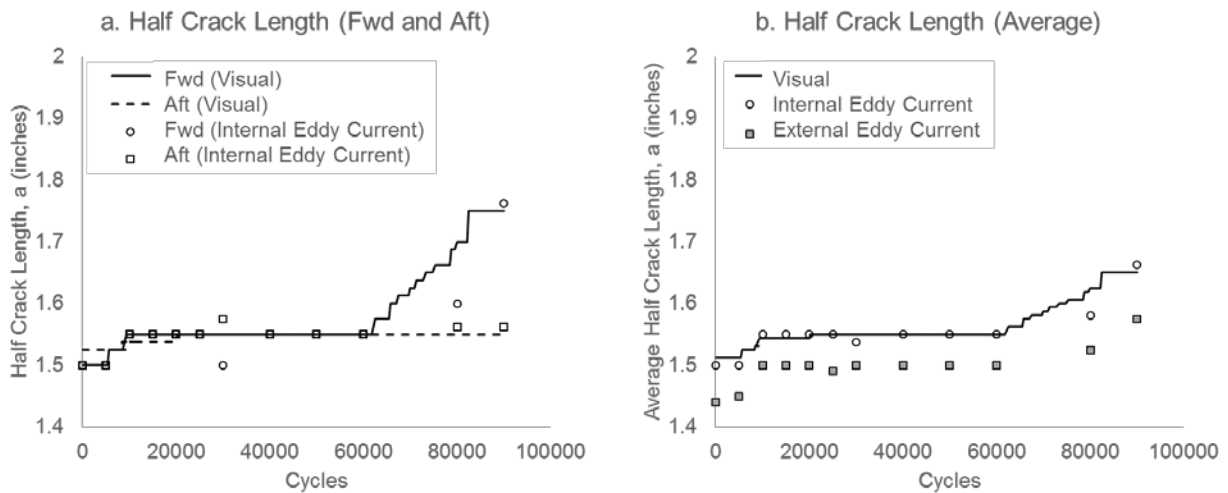 a. Half Crack Length (Fwd and Aft)
Half Crack Length, a (inches)
2
1.9
1.8
1.7
1.6
1.5
1.4
Fwd (Visual)
Aft (Visual)
Fwd (Internal Eddy Current)
Aft (Internal Eddy Current)
0 20000 40000 60000 80000 100000
Cycles
b. Half Crack Length (Average)
Average Half Crack Length, a (inches)
2
1.9
1.8
1.7
1.6
1.5
1.4
Visual
Internal Eddy Current
External Eddy Current
0 20000 40000 60000 80000 100000
Cycles